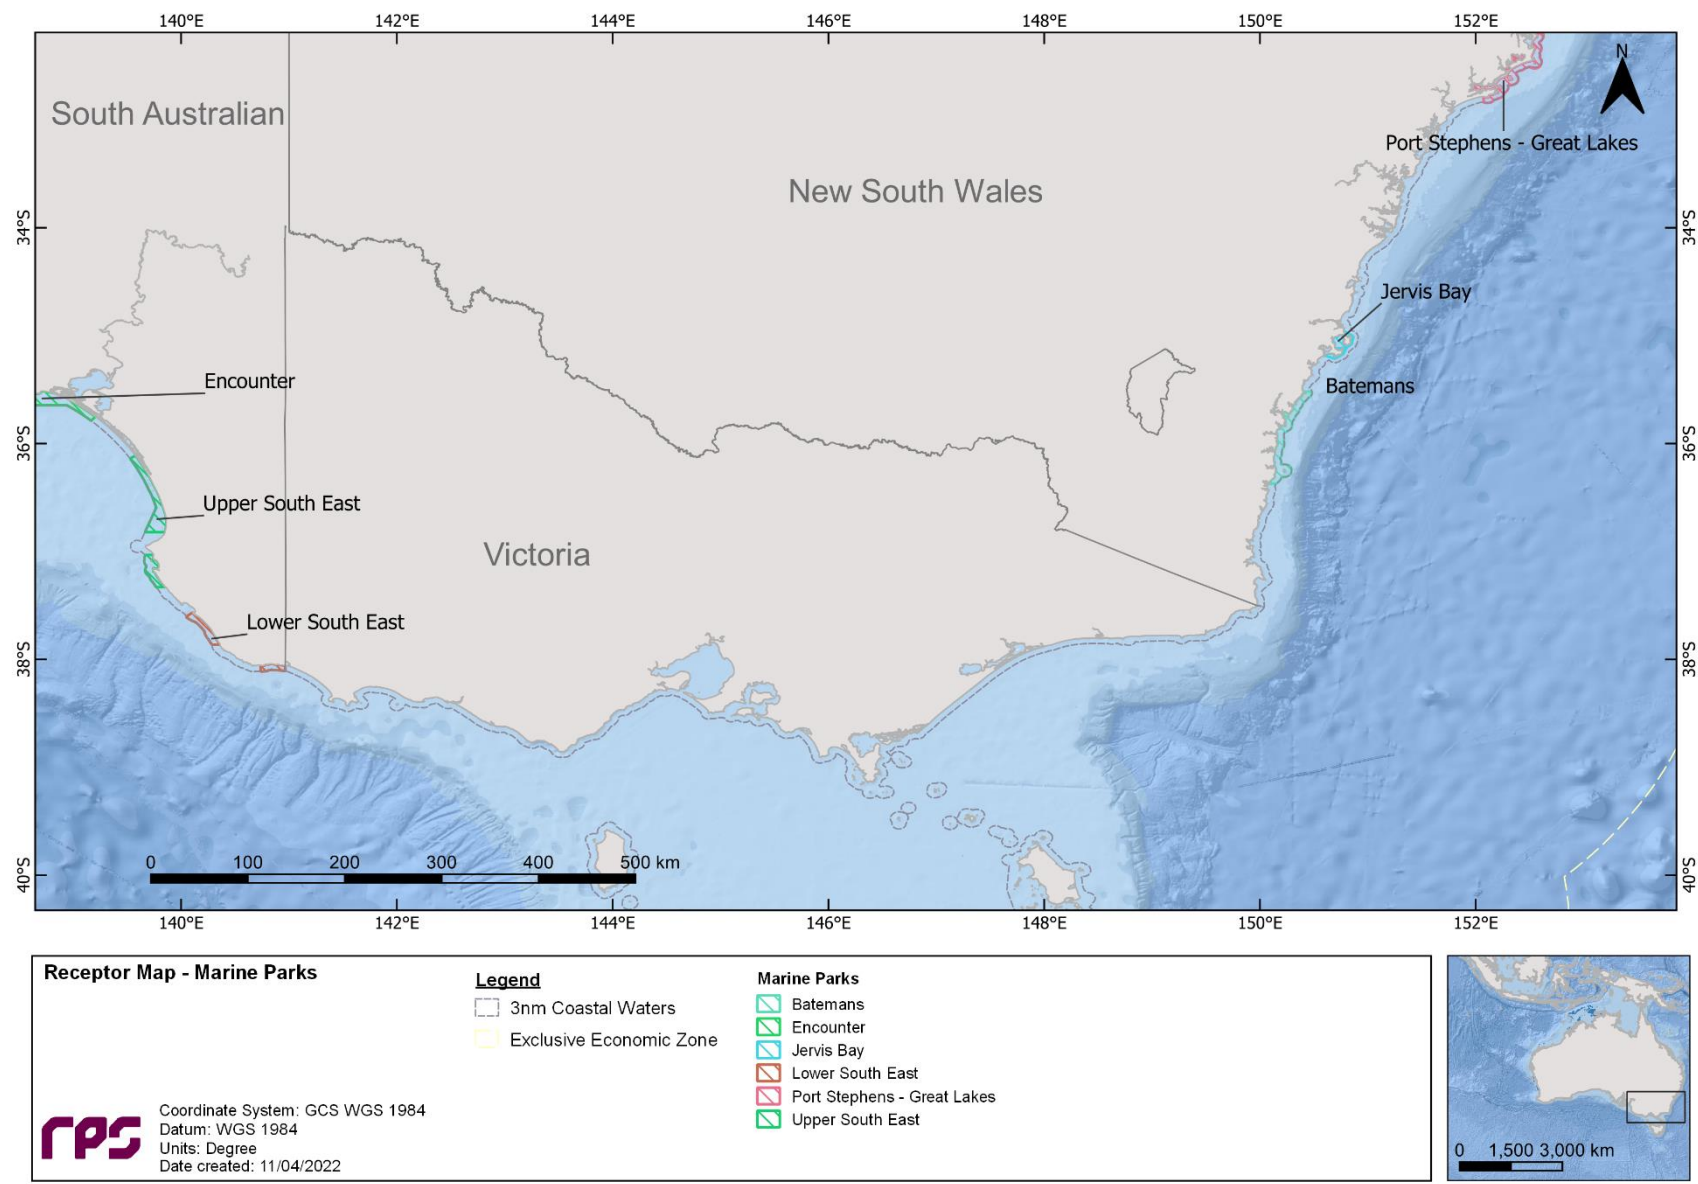 140°E 142°E 144°E 146°E 148°E 150°E 152°E
N
South Australian
Port Stephens - Great Lakes
New South Wales
34°S 34°S
Jervis Bay
Encounter
Batemans
36°S 36°S
Upper South East
Victoria
Lower South East
38°S 38°S
0 100 200 300 400 500 km
40°S 40°S
140°E 142°E 144°E 146°E 148°E 150°E 152°E
Receptor Map - Marine Parks
rps
Coordinate System: GCS WGS 1984
Datum: WGS 1984
Units: Degree
Date created: 11/04/2022
Legend
3nm Coastal Waters
Exclusive Economic Zone
Marine Parks
Batemans
Encounter
Jervis Bay
Lower South East
Port Stephens - Great Lakes
Upper South East
0 1,500 3,000 km